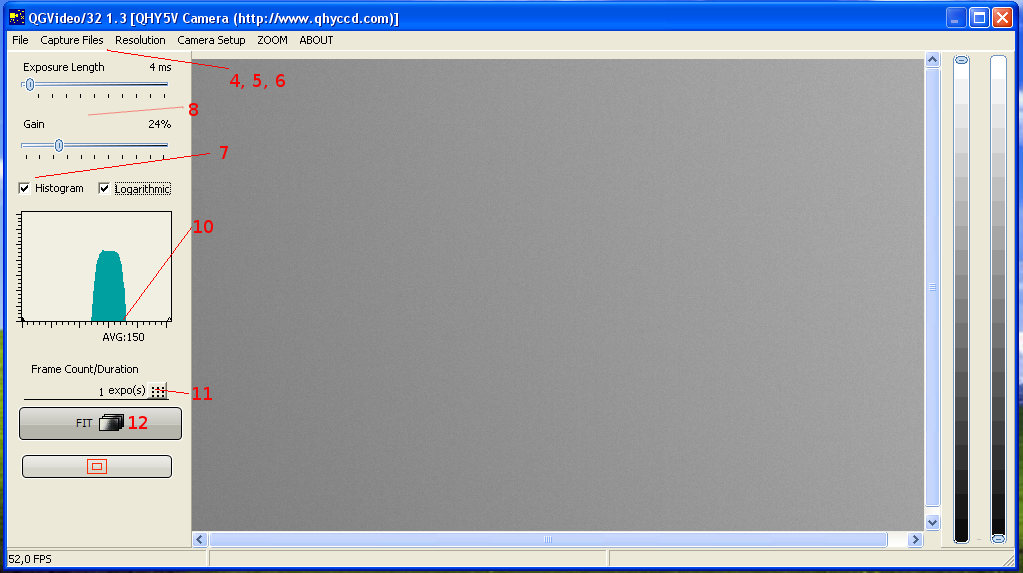 QGVideo/32 1.3 [QHY5V Camera (http://www.qhyccd.com)]
File Capture Files Resolution Camera Setup ZOOM ABOUT
Exposure Length 4 ms
4, 5, 6
8
Gain 24%
7
Histogram Logarithmic
10
AVG:150
Frame Count/Duration
1 expo(s)
11
FIT 12
52,0 FPS